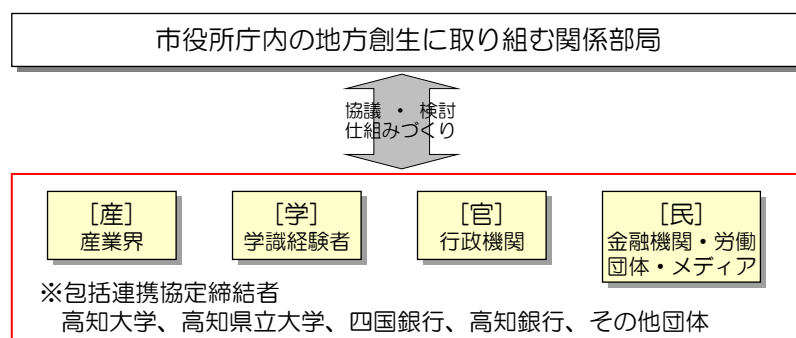 市役所庁内の地方創生に取り組む関係部局
協議 ・ 検討
仕組みづくり
[産]
産業界
[学]
学識経験者
[官]
行政機関
[民]
金融機関・労働
団体・メディア
※包括連携協定締結者
高知大学、高知県立大学、四国銀行、高知銀行、その他団体